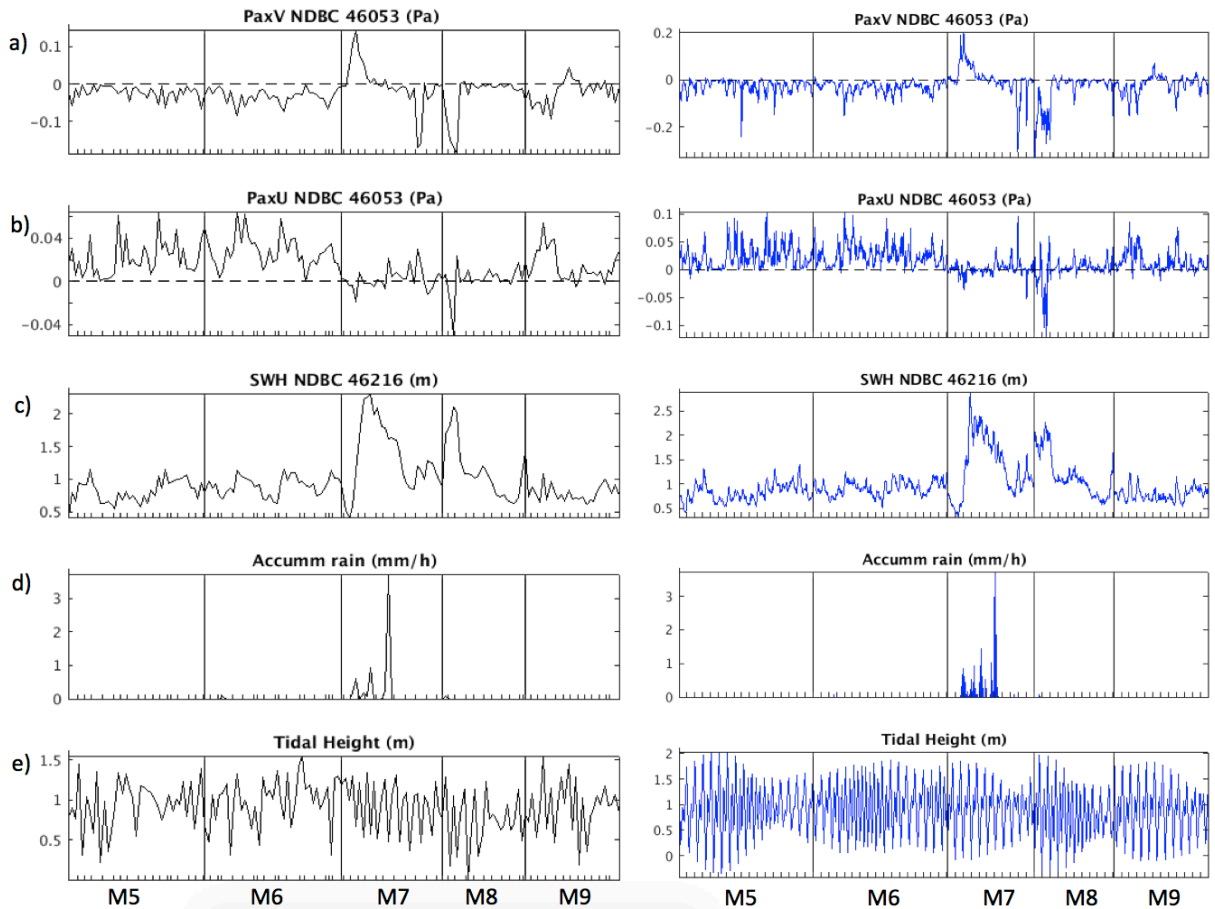 PaxV NDBC 46053 (Pa)
PaxV NDBC 46053 (Pa)
a)
0.1
0
−0.1
0.2
0
−0.2
PaxU NDBC 46053 (Pa)
PaxU NDBC 46053 (Pa)
b)
0.04
0
−0.04
0.1
0.05
0
−0.05
−0.1
SWH NDBC 46216 (m)
SWH NDBC 46216 (m)
c)
2
1.5
1
0.5
2.5
2
1.5
1
0.5
Accumm rain (mm/h)
Accumm rain (mm/h)
d)
3
2
1
0
3
2
1
0
Tidal Height (m)
Tidal Height (m)
e)
1.5
1
0.5
2
1.5
1
0.5
0
M5 M6 M7 M8 M9
M5 M6 M7 M8 M9